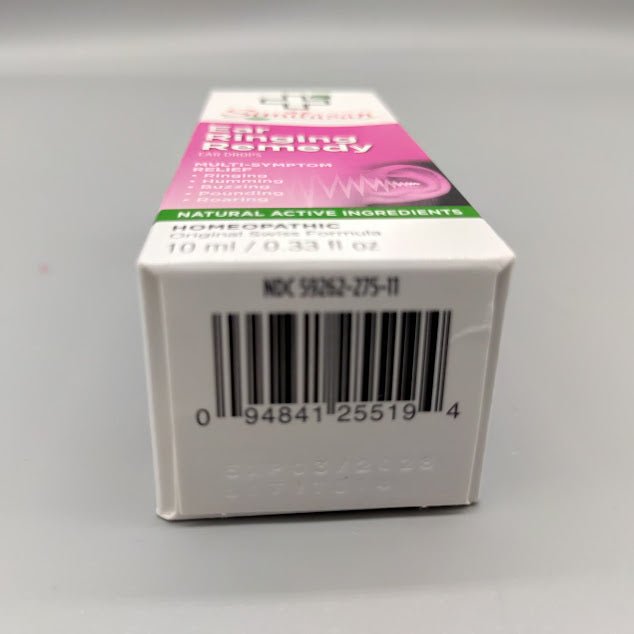 Similasan
Ear
Ringing
Remedy
EAR DROPS
MULTI-SYMPTOM
RELIEF
• Ringing
• Humming
• Buzzing
• Pounding
• Roaring
NATURAL ACTIVE INGREDIENTS
HOMEOPATHIC
Original Swiss Formula
10 ml / 0.33 fl oz
NDC 59262-275-11
0 94841 25519 4